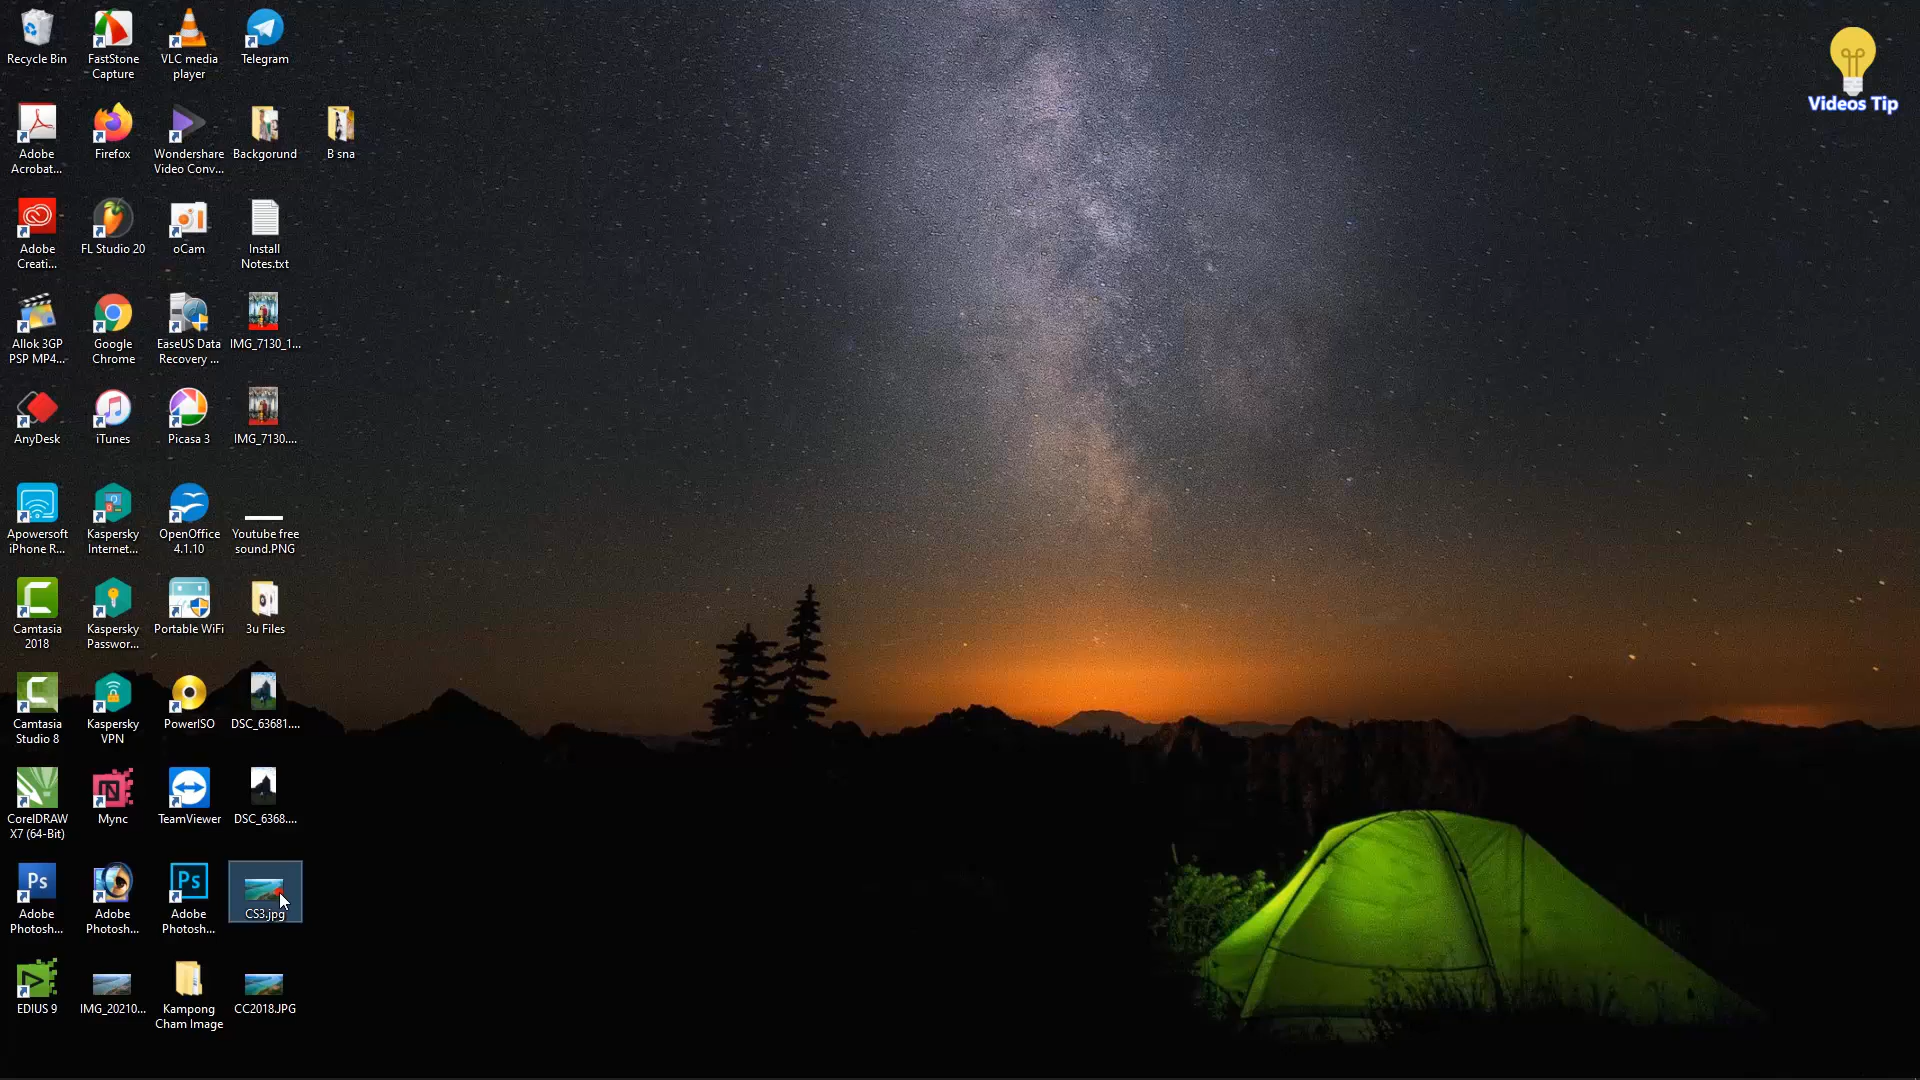 Recycle Bin
FastStone
Capture
VLC media
player
Telegram
Videos Tip
Adobe
Acrobat...
Firefox
Wondershare
Video Conv...
Backgorund
B sna
Adobe
Creati...
FL Studio 20
oCam
Install
Notes.txt
Allok 3GP
PSP MP4...
Google
Chrome
EaseUS Data
Recovery ...
IMG_7130_1...
AnyDesk
iTunes
Picasa 3
IMG_7130....
Apowersoft
iPhone R...
Kaspersky
Internet...
OpenOffice
4.1.10
Youtube free
sound.PNG
Camtasia
2018
Kaspersky
Passwor...
Portable WiFi
3u Files
Camtasia
Studio 8
Kaspersky
VPN
PowerISO
DSC_63681....
CorelDRAW
X7 (64-Bit)
Mync
TeamViewer
DSC_6368....
Ps
Adobe
Photosh...
Adobe
Photosh...
Ps
Adobe
Photosh...
CS3.jpg
EDIUS 9
IMG_20210...
Kampong
Cham Image
CC2018.JPG